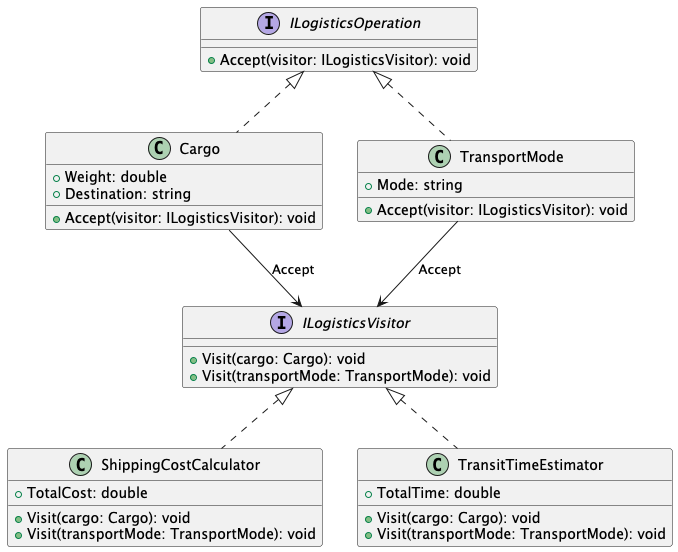 I ILogisticsOperation
Accept(visitor: ILogisticsVisitor): void
C Cargo
Weight: double
Destination: string
Accept(visitor: ILogisticsVisitor): void
C TransportMode
Mode: string
Accept(visitor: ILogisticsVisitor): void
Accept
Accept
I ILogisticsVisitor
Visit(cargo: Cargo): void
Visit(transportMode: TransportMode): void
C ShippingCostCalculator
TotalCost: double
Visit(cargo: Cargo): void
Visit(transportMode: TransportMode): void
C TransitTimeEstimator
TotalTime: double
Visit(cargo: Cargo): void
Visit(transportMode: TransportMode): void